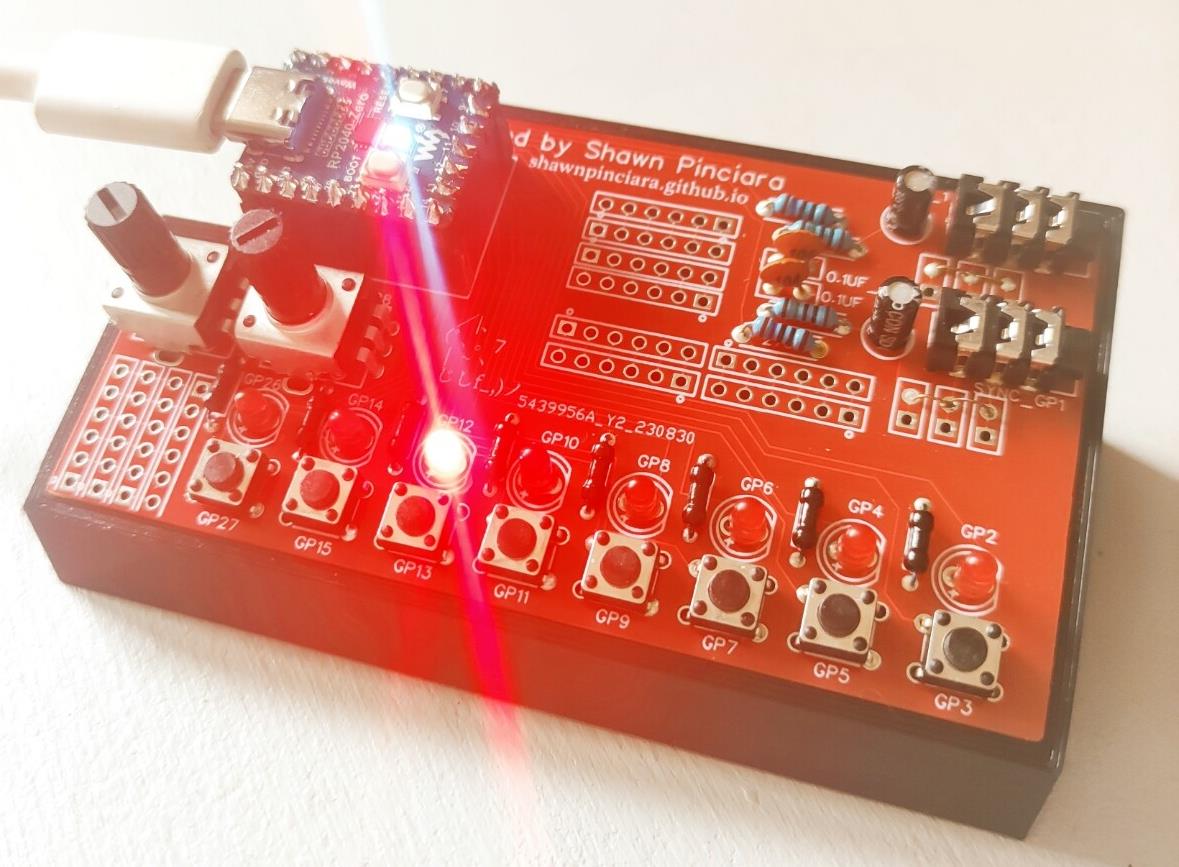 RP2040-Zero
BOOT
RESET
by Shawn Pinciara
shawnpinciara.github.io
0.1UF
0.1UF
SYNC_GP1
5439956A_Y2_230830
GP26
GP14
GP12
GP10
GP8
GP6
GP4
GP2
GP27
GP15
GP13
GP11
GP9
GP7
GP5
GP3